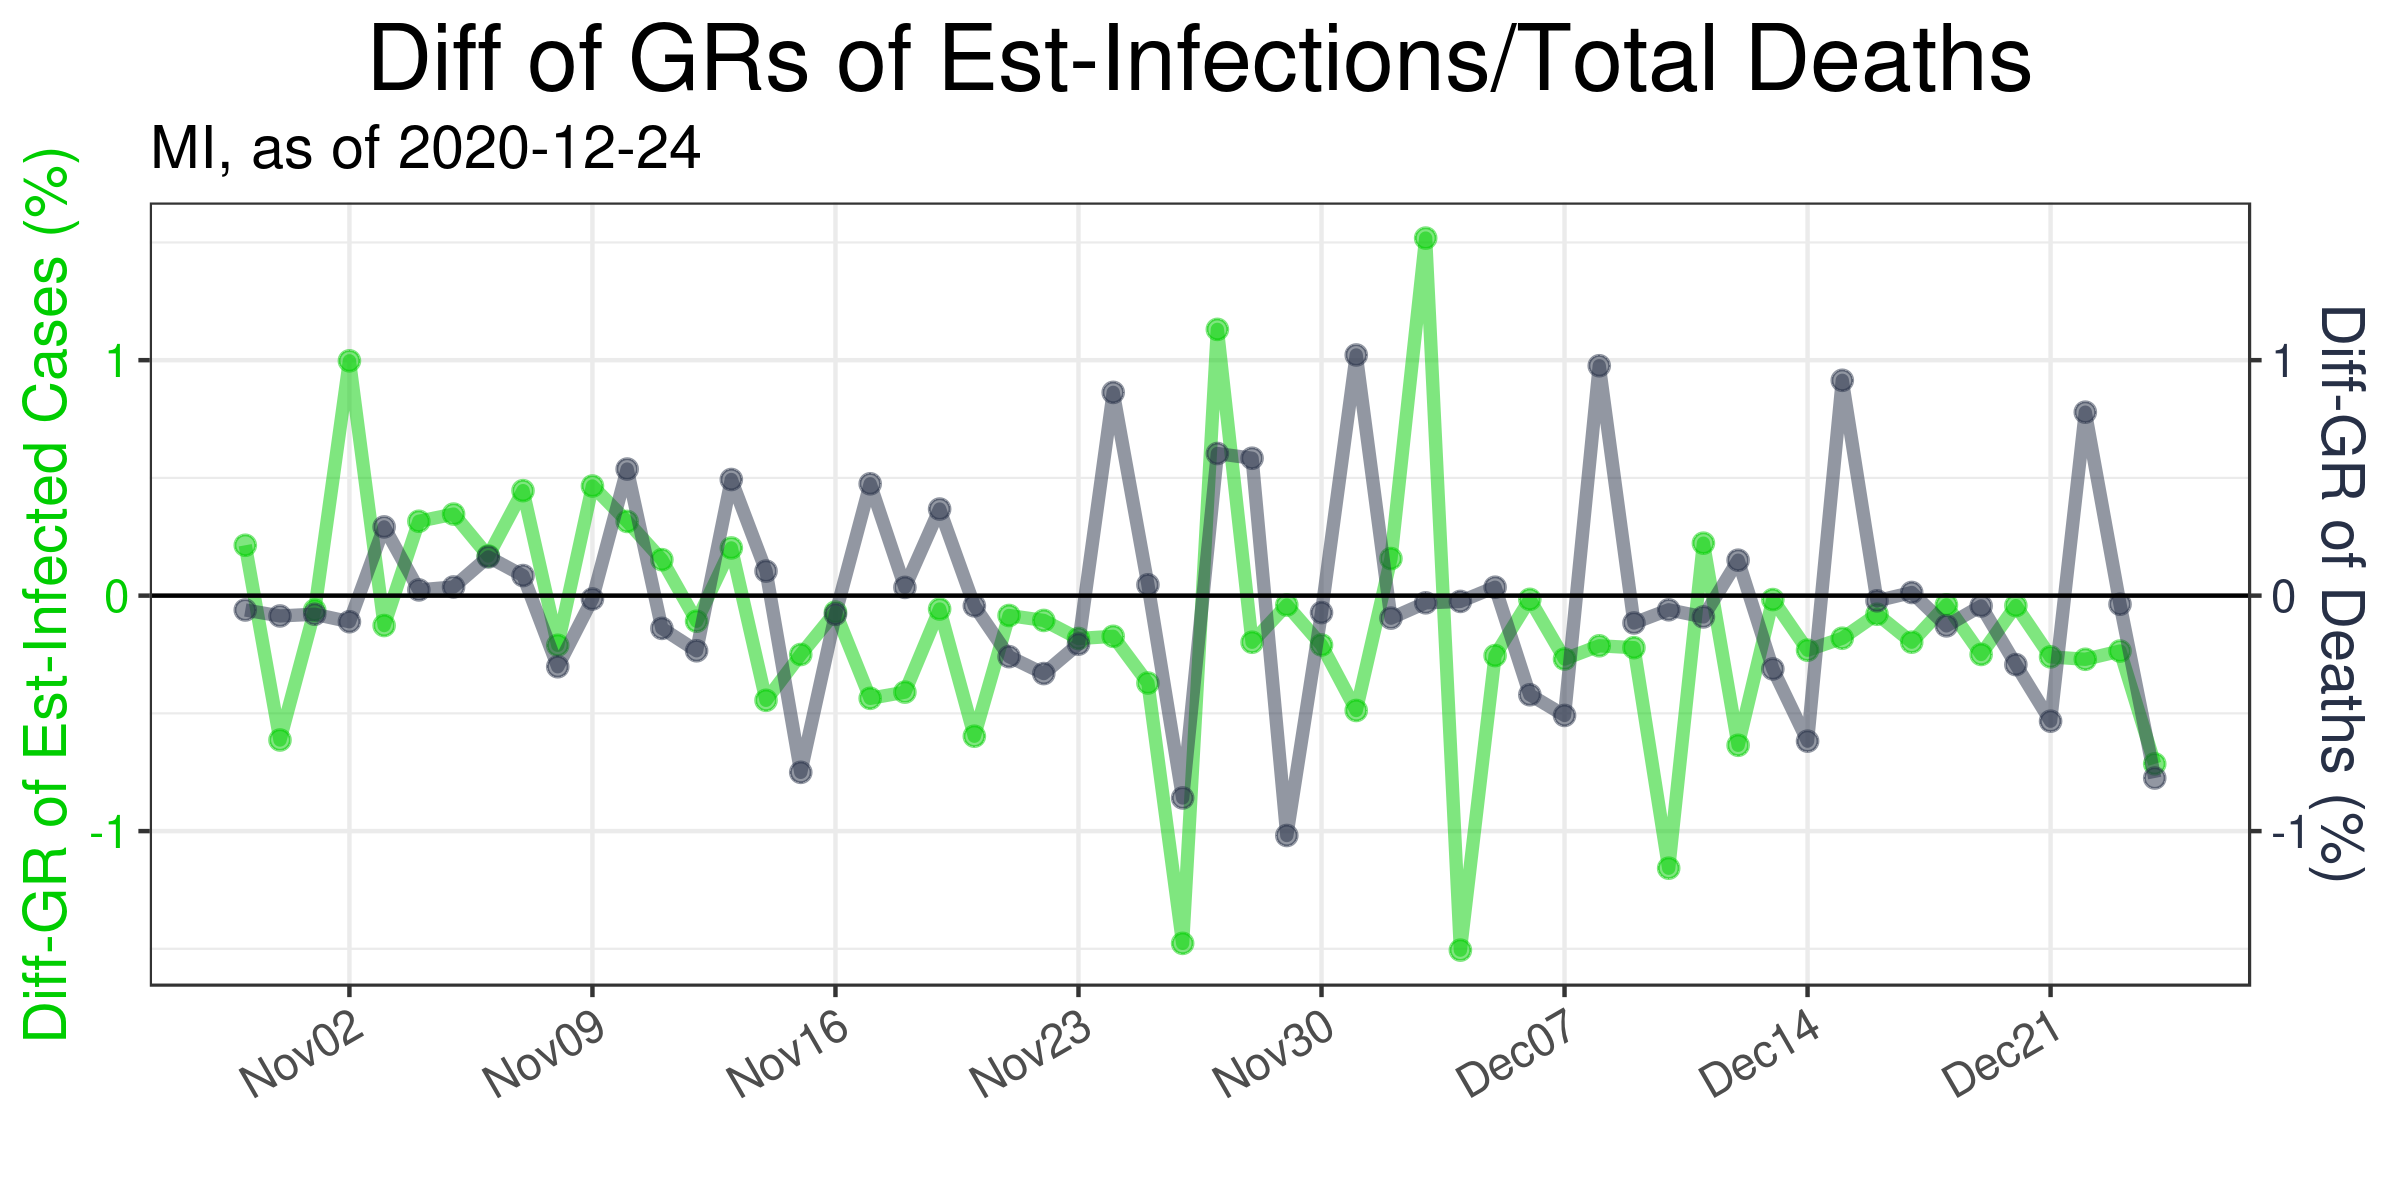 Diff of GRs of Est-Infections/Total Deaths
MI, as of 2020-12-24
Diff-GR of Est-Infected Cases (%)
1
0
-1
1
0
-1
Diff-GR of Deaths (%)
Nov02
Nov09
Nov16
Nov23
Nov30
Dec07
Dec14
Dec21